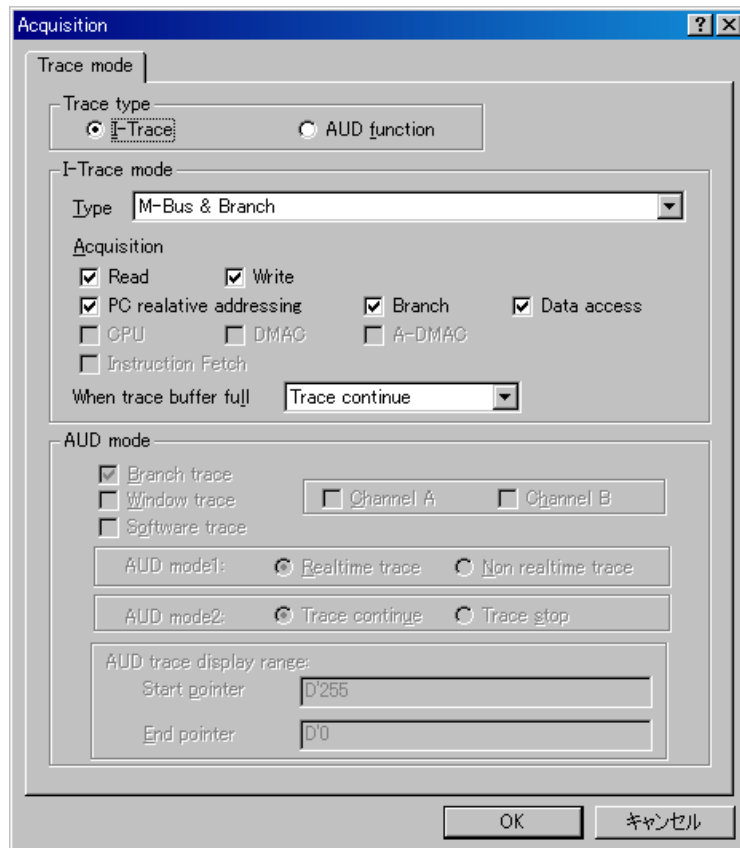 Acquisition
Trace mode
Trace type
I-Trace AUD function
I-Trace mode
Type M-Bus & Branch
Acquisition
Read Write
PC realative addressing Branch Data access
CPU DMAC A-DMAC
Instruction Fetch
When trace buffer full Trace continue
AUD mode
Branch trace
Window trace Channel A Channel B
Software trace
AUD mode1: Realtime trace Non realtime trace
AUD mode2: Trace continue Trace stop
AUD trace display range:
Start pointer D'255
End pointer D'0
OK キャンセル